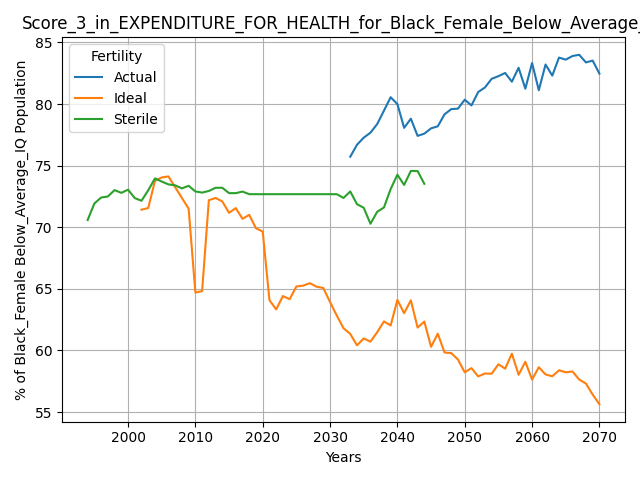 Score_3_in_EXPENDITURE_FOR_HEALTH_for_Black_Female_Below_Average_
Fertility
Actual
Ideal
Sterile
% of Black_Female Below_Average_IQ Population
85
80
75
70
65
60
55
2000
2010
2020
2030
2040
2050
2060
2070
Years